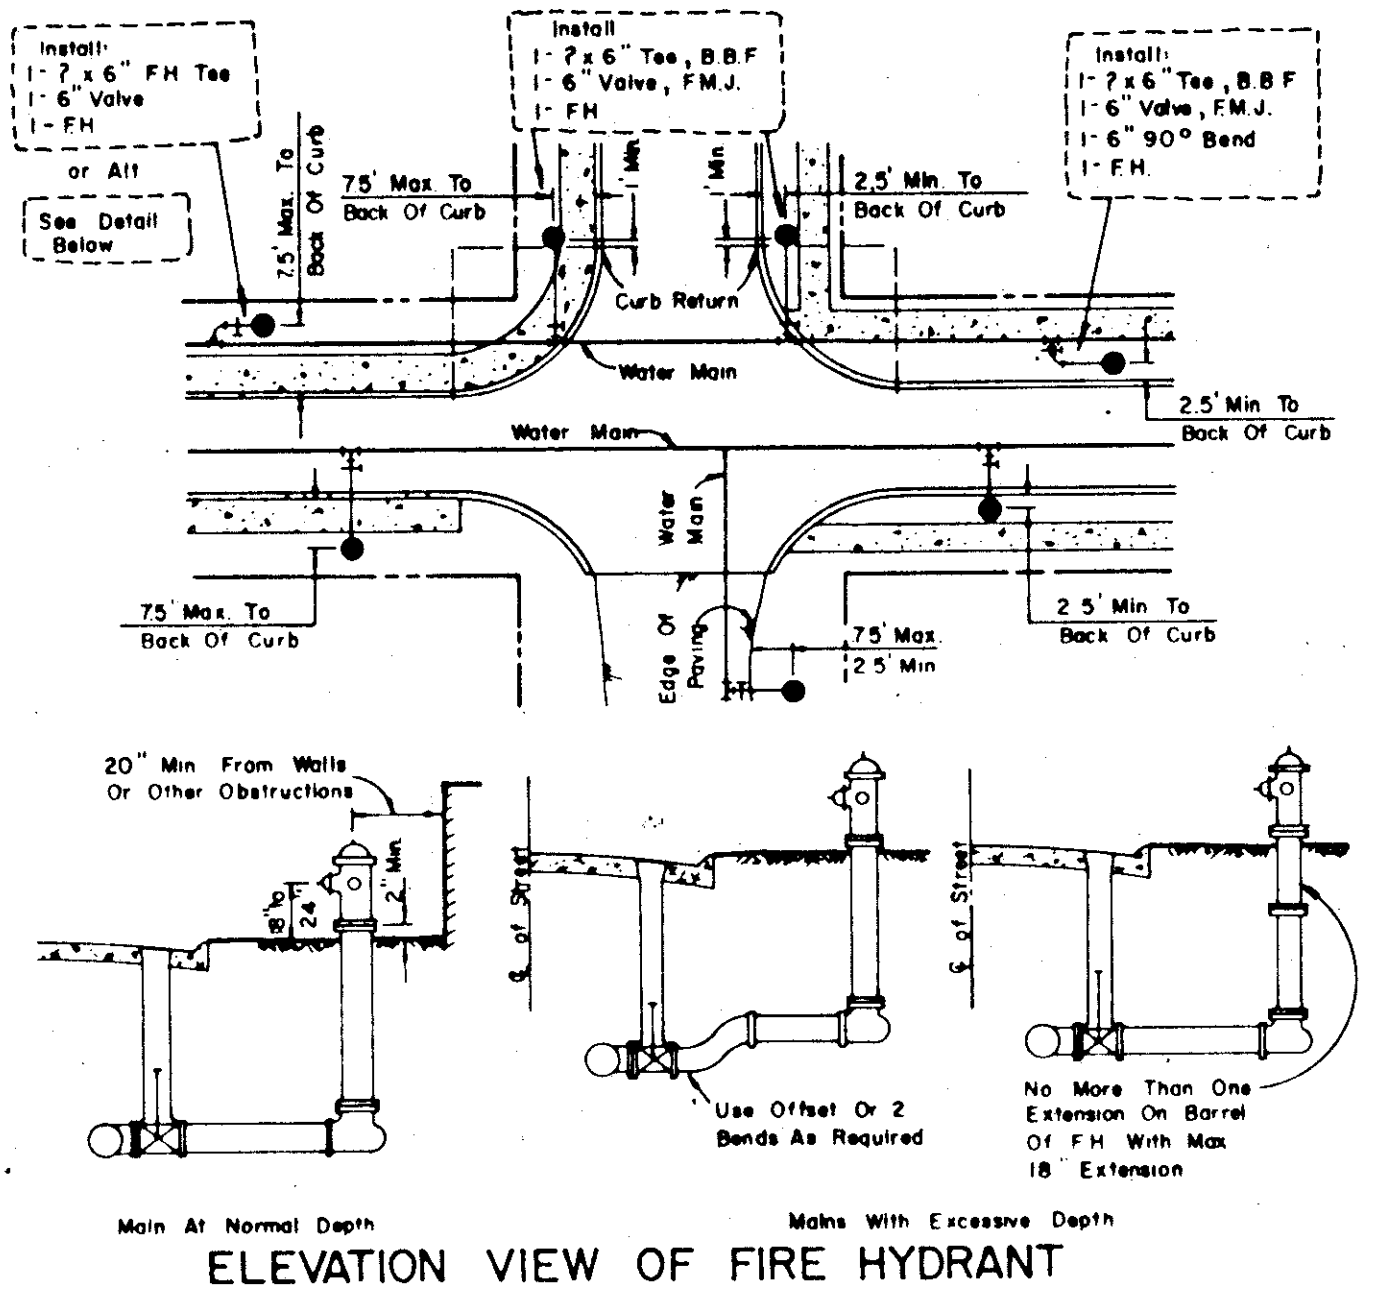 Install:
1- ? x 6" F.H. Tee
1- 6" Valve
1- F.H.
or Alt
See Detail
Below
7.5' Max. To
Back Of Curb
7.5' Max. To
Back Of Curb
Install
1- ? x 6" Tee, B.B.F
1- 6" Valve, F.M.J.
1- FH
1' Min.
1' Min.
2.5' Min. To
Back Of Curb
Install:
1- ? x 6" Tee, B.B.F
1- 6" Valve, F.M.J.
1- 6" 90° Bend
1- F.H.
Curb Return
Water Main
Water Main
2.5' Min To
Back Of Curb
Water
Main
7.5' Max. To
Back Of Curb
Edge Of
Paving
7.5' Max.
2.5' Min
2.5' Min To
Back Of Curb
20" Min From Walls
Or Other Obstructions
18" to
24"
2" Min.
℄ of Street
Use Offset Or 2
Bends As Required
℄ of Street
No More Than One
Extension On Barrel
Of F.H. With Max
18" Extension
Main At Normal Depth
Mains With Excessive Depth
ELEVATION VIEW OF FIRE HYDRANT